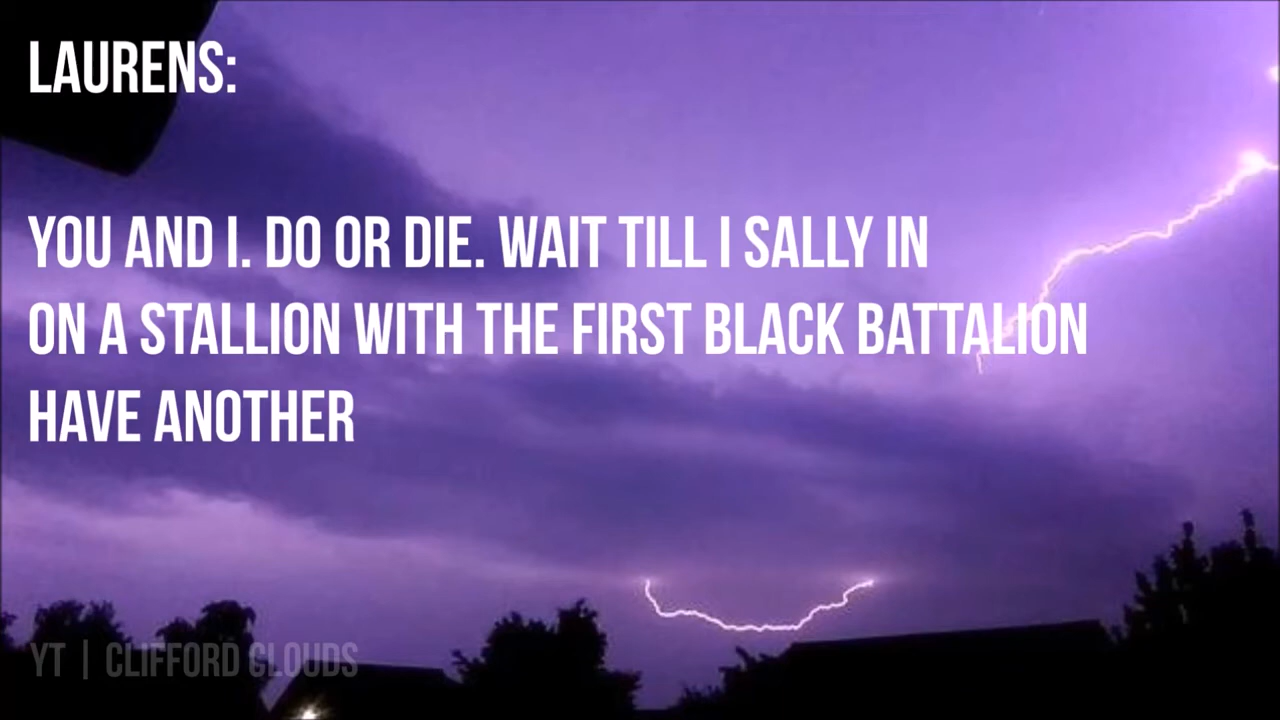 LAURENS:
YOU AND I. DO OR DIE. WAIT TILL I SALLY IN
ON A STALLION WITH THE FIRST BLACK BATTALION
HAVE ANOTHER
YT | CLIFFORD CLOUDS